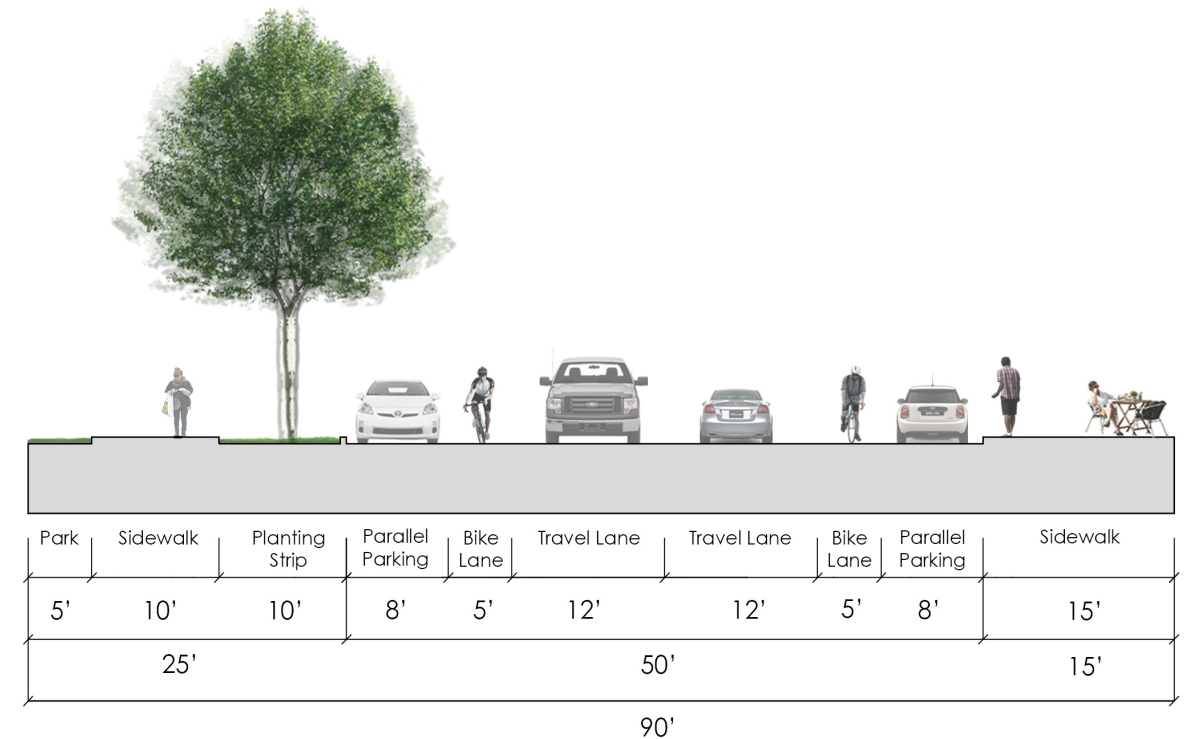 Park
Sidewalk
Planting
Strip
Parallel
Parking
Bike
Lane
Travel Lane
Travel Lane
Bike
Lane
Parallel
Parking
Sidewalk
5’
10’
10’
8’
5’
12’
12’
5’
8’
15’
25’
50’
15’
90’